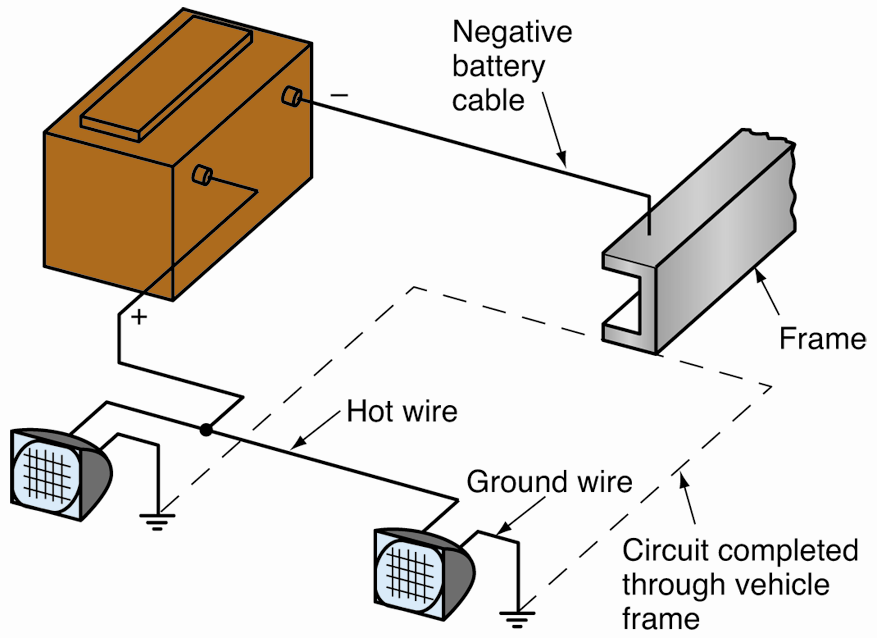 Negative
battery
cable
−
Frame
+
Hot wire
Ground wire
Circuit completed
through vehicle
frame